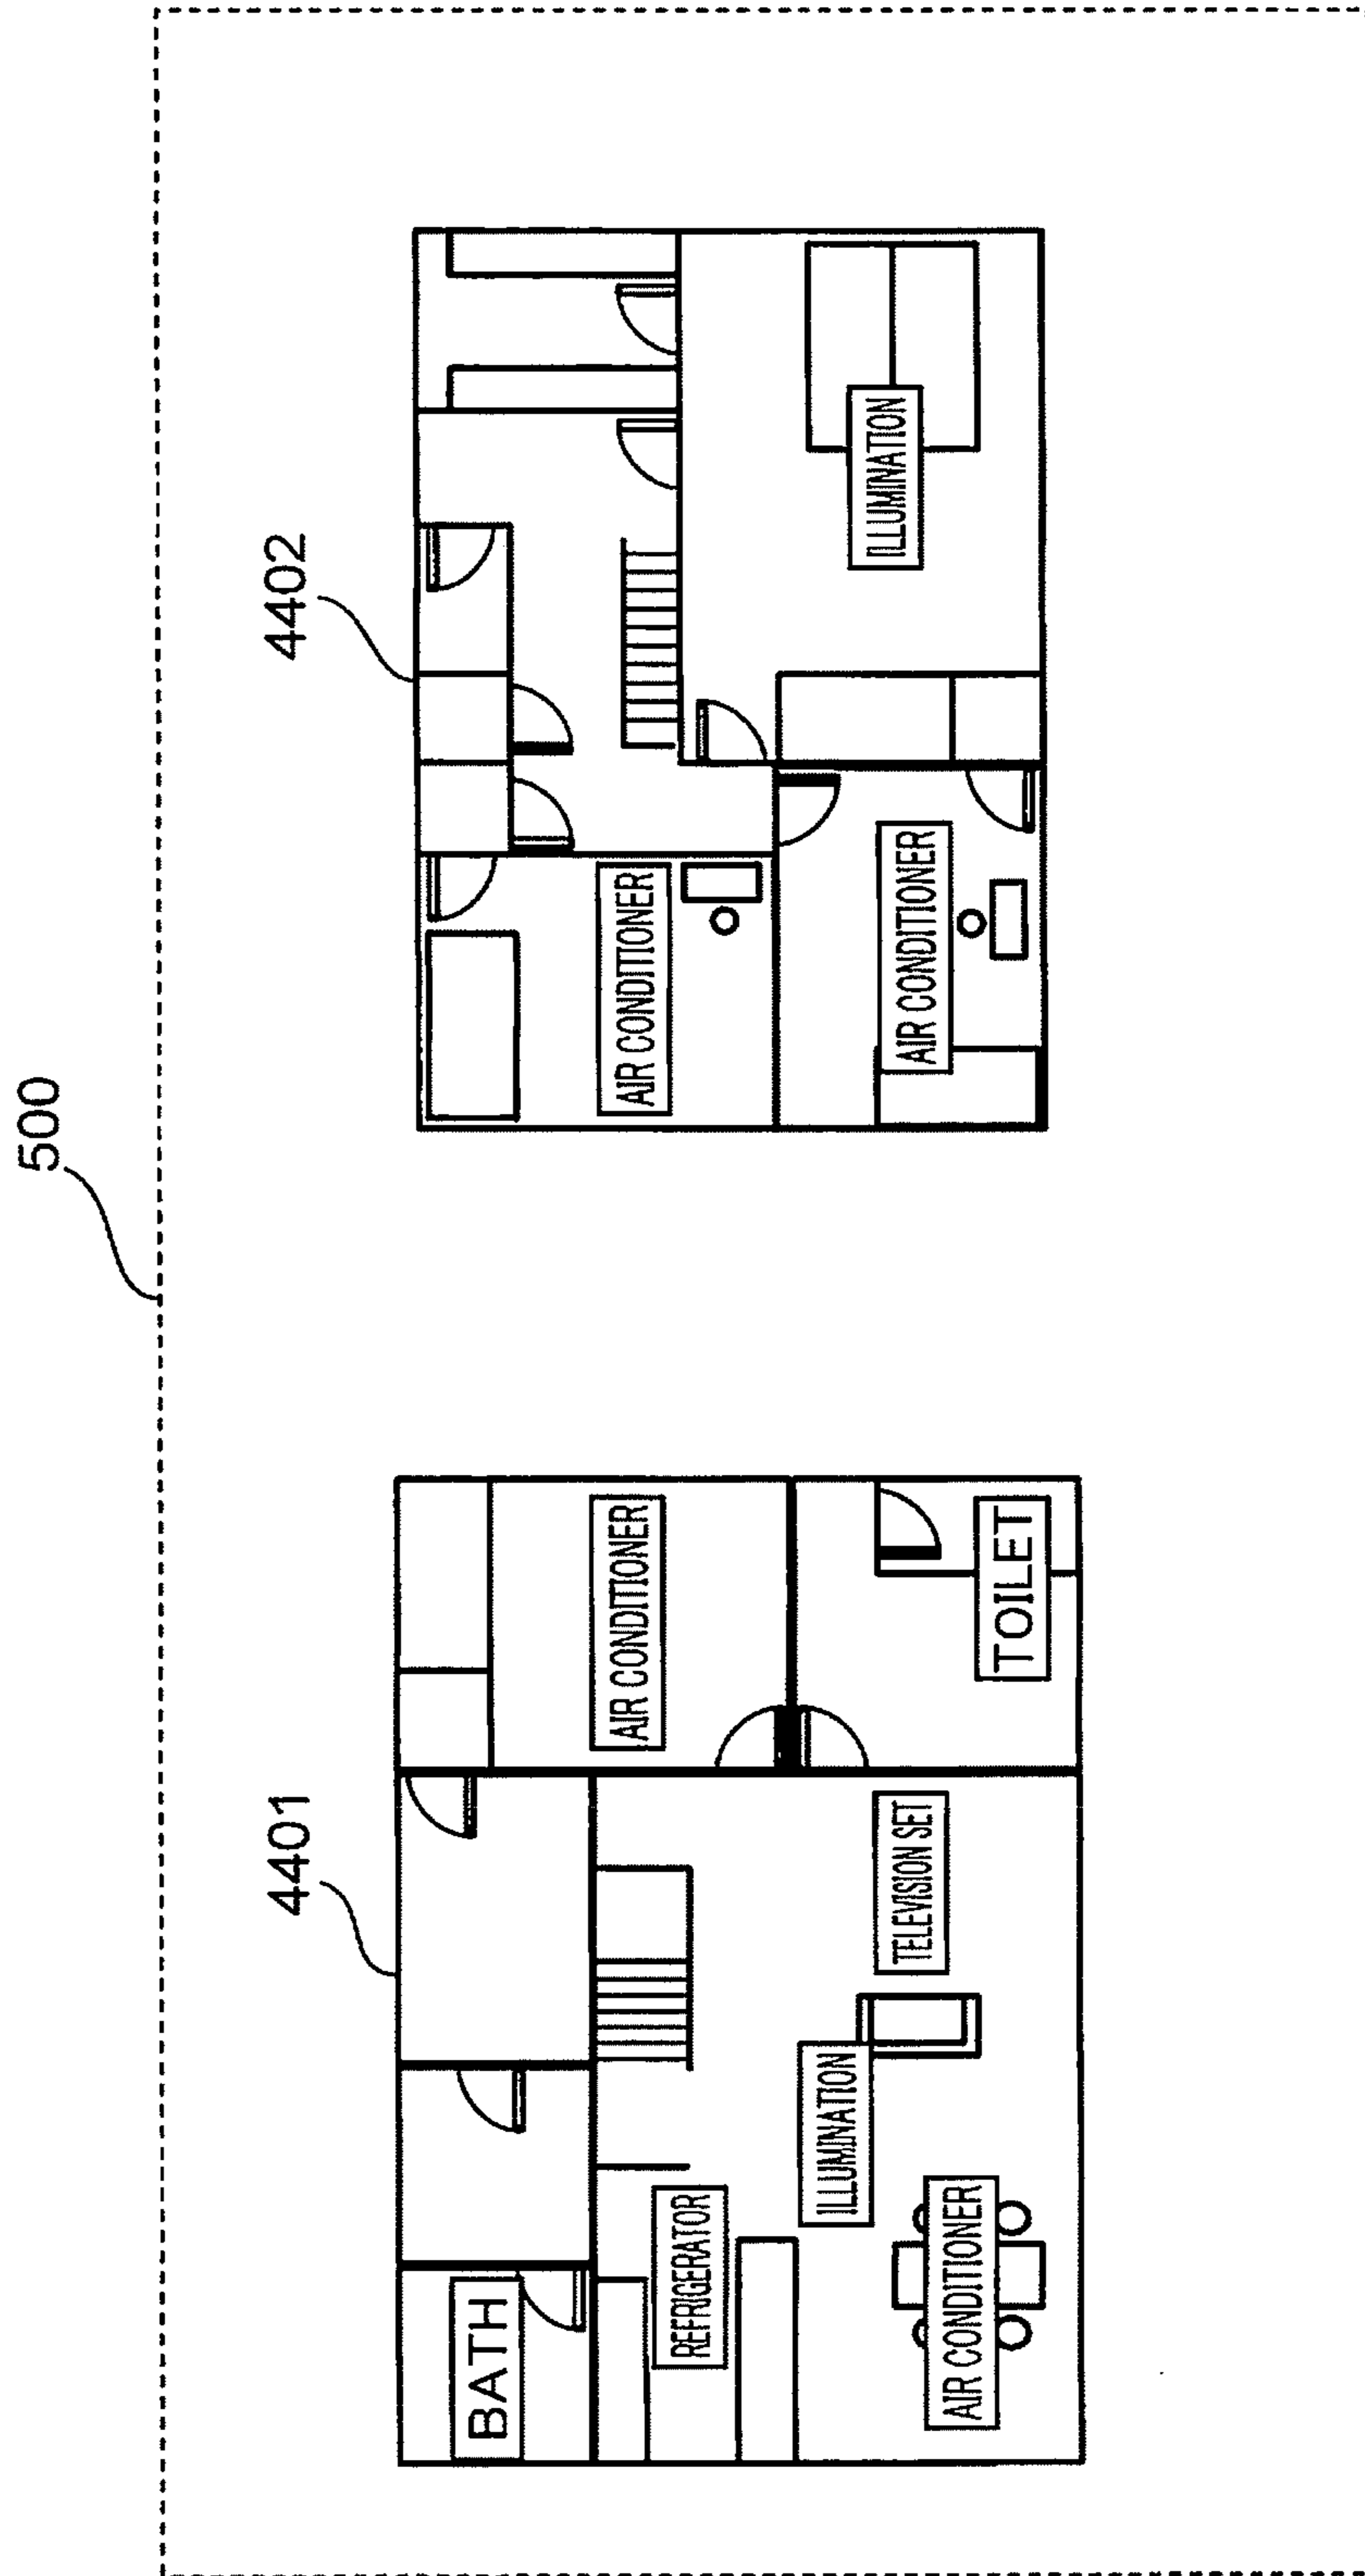 500
4401
BATH
REFRIGERATOR
ILLUMINATION
AIR CONDITIONER
TELEVISION SET
AIR CONDITIONER
TOILET
4402
AIR CONDITIONER
AIR CONDITIONER
ILLUMINATION